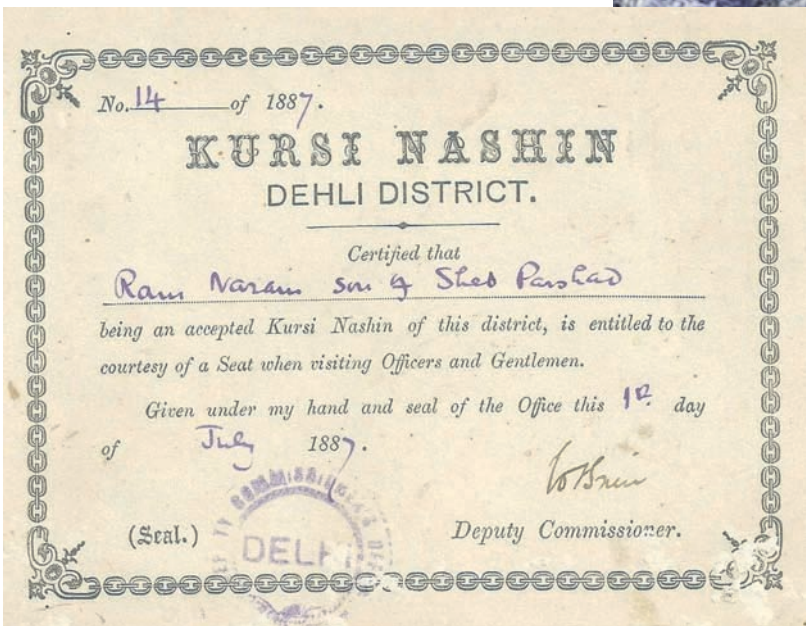 No. 14 of 1887.
KURSI NASHIN
DEHLI DISTRICT.
Certified that
Ram Narain son of Sheo Parshad
being an accepted Kursi Nashin of this district, is entitled to the
courtesy of a Seat when visiting Officers and Gentlemen.
Given under my hand and seal of the Office this 1st day
of July 1887.
(Seal.) Deputy Commissioner.
COMMISSIONER'S
DELHI